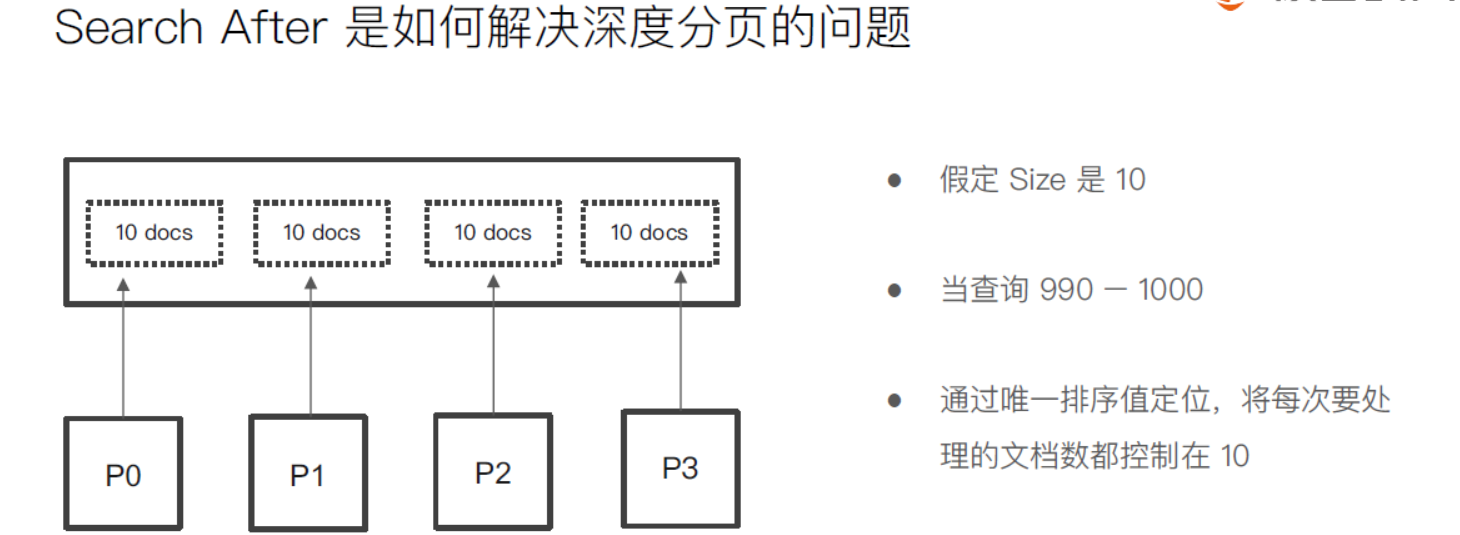 Search After 是如何解决深度分页的问题
10 docs
10 docs
10 docs
10 docs
P0
P1
P2
P3
● 假定 Size 是 10
● 当查询 990 – 1000
● 通过唯一排序值定位，将每次要处
理的文档数都控制在 10